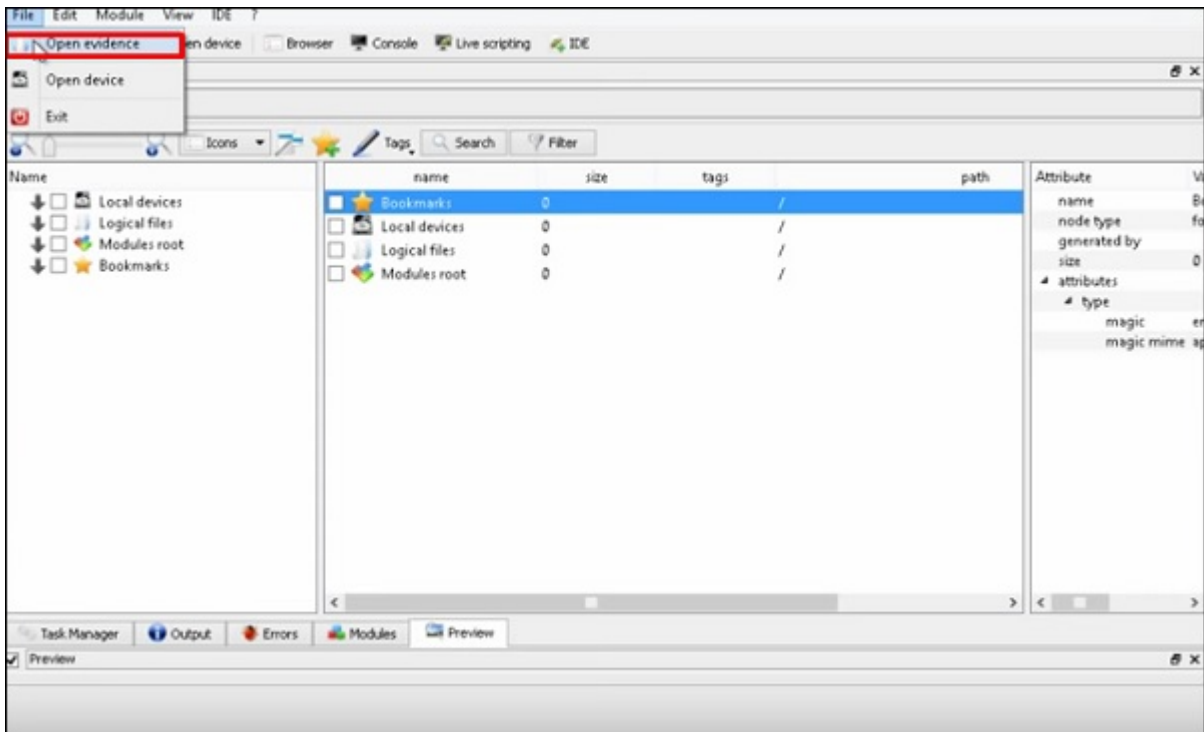 File Edit Module View IDE ?
Open evidence en device Browser Console Live scripting IDE
Open device
Exit
Icons Tags Search Filter
Name name size tags path Attribute
Local devices Bookmarks 0 / name
Logical files Local devices 0 / node type
Modules root Logical files 0 / generated by
Bookmarks Modules root 0 / size 0
attributes
type
magic
magic mime
Task Manager Output Errors Modules Preview
Preview